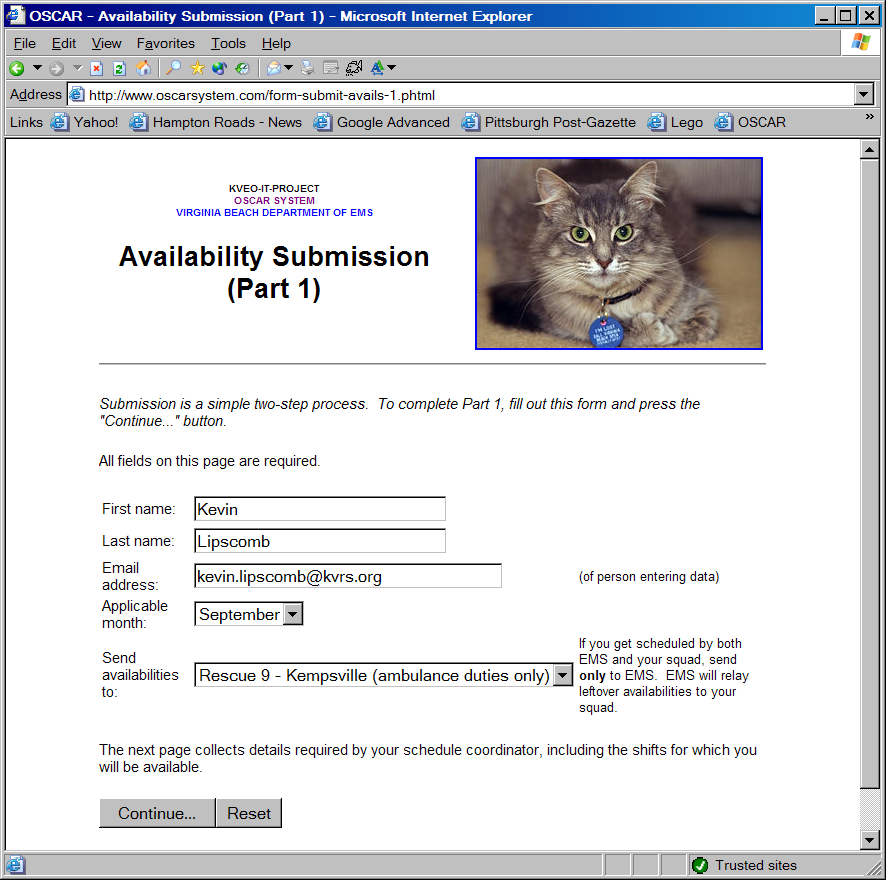 OSCAR - Availability Submission (Part 1) - Microsoft Internet Explorer
File Edit View Favorites Tools Help
Address http://www.oscarsystem.com/form-submit-avails-1.phtml
Links Yahoo! Hampton Roads - News Google Advanced Pittsburgh Post-Gazette Lego OSCAR »
KVEO-IT-PROJECT
OSCAR SYSTEM
VIRGINIA BEACH DEPARTMENT OF EMS
Availability Submission
(Part 1)
I'M LOST
CALL VIRGINIA
BEACH SPCA
Submission is a simple two-step process. To complete Part 1, fill out this form and press the
"Continue..." button.
All fields on this page are required.
First name: Kevin
Last name: Lipscomb
Email
address: kevin.lipscomb@kvrs.org (of person entering data)
Applicable
month: September
Send
availabilities
to: Rescue 9 - Kempsville (ambulance duties only)
If you get scheduled by both
EMS and your squad, send
only to EMS. EMS will relay
leftover availabilities to your
squad.
The next page collects details required by your schedule coordinator, including the shifts for which you
will be available.
Continue... Reset
Trusted sites